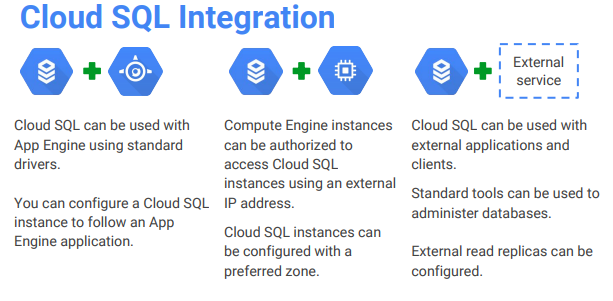 Cloud SQL Integration
External
service
Cloud SQL can be used with
App Engine using standard
drivers.
You can configure a Cloud SQL
instance to follow an App
Engine application.
Compute Engine instances
can be authorized to
access Cloud SQL
instances using an external
IP address.
Cloud SQL instances can
be configured with a
preferred zone.
Cloud SQL can be used with
external applications and
clients.
Standard tools can be used to
administer databases.
External read replicas can be
configured.